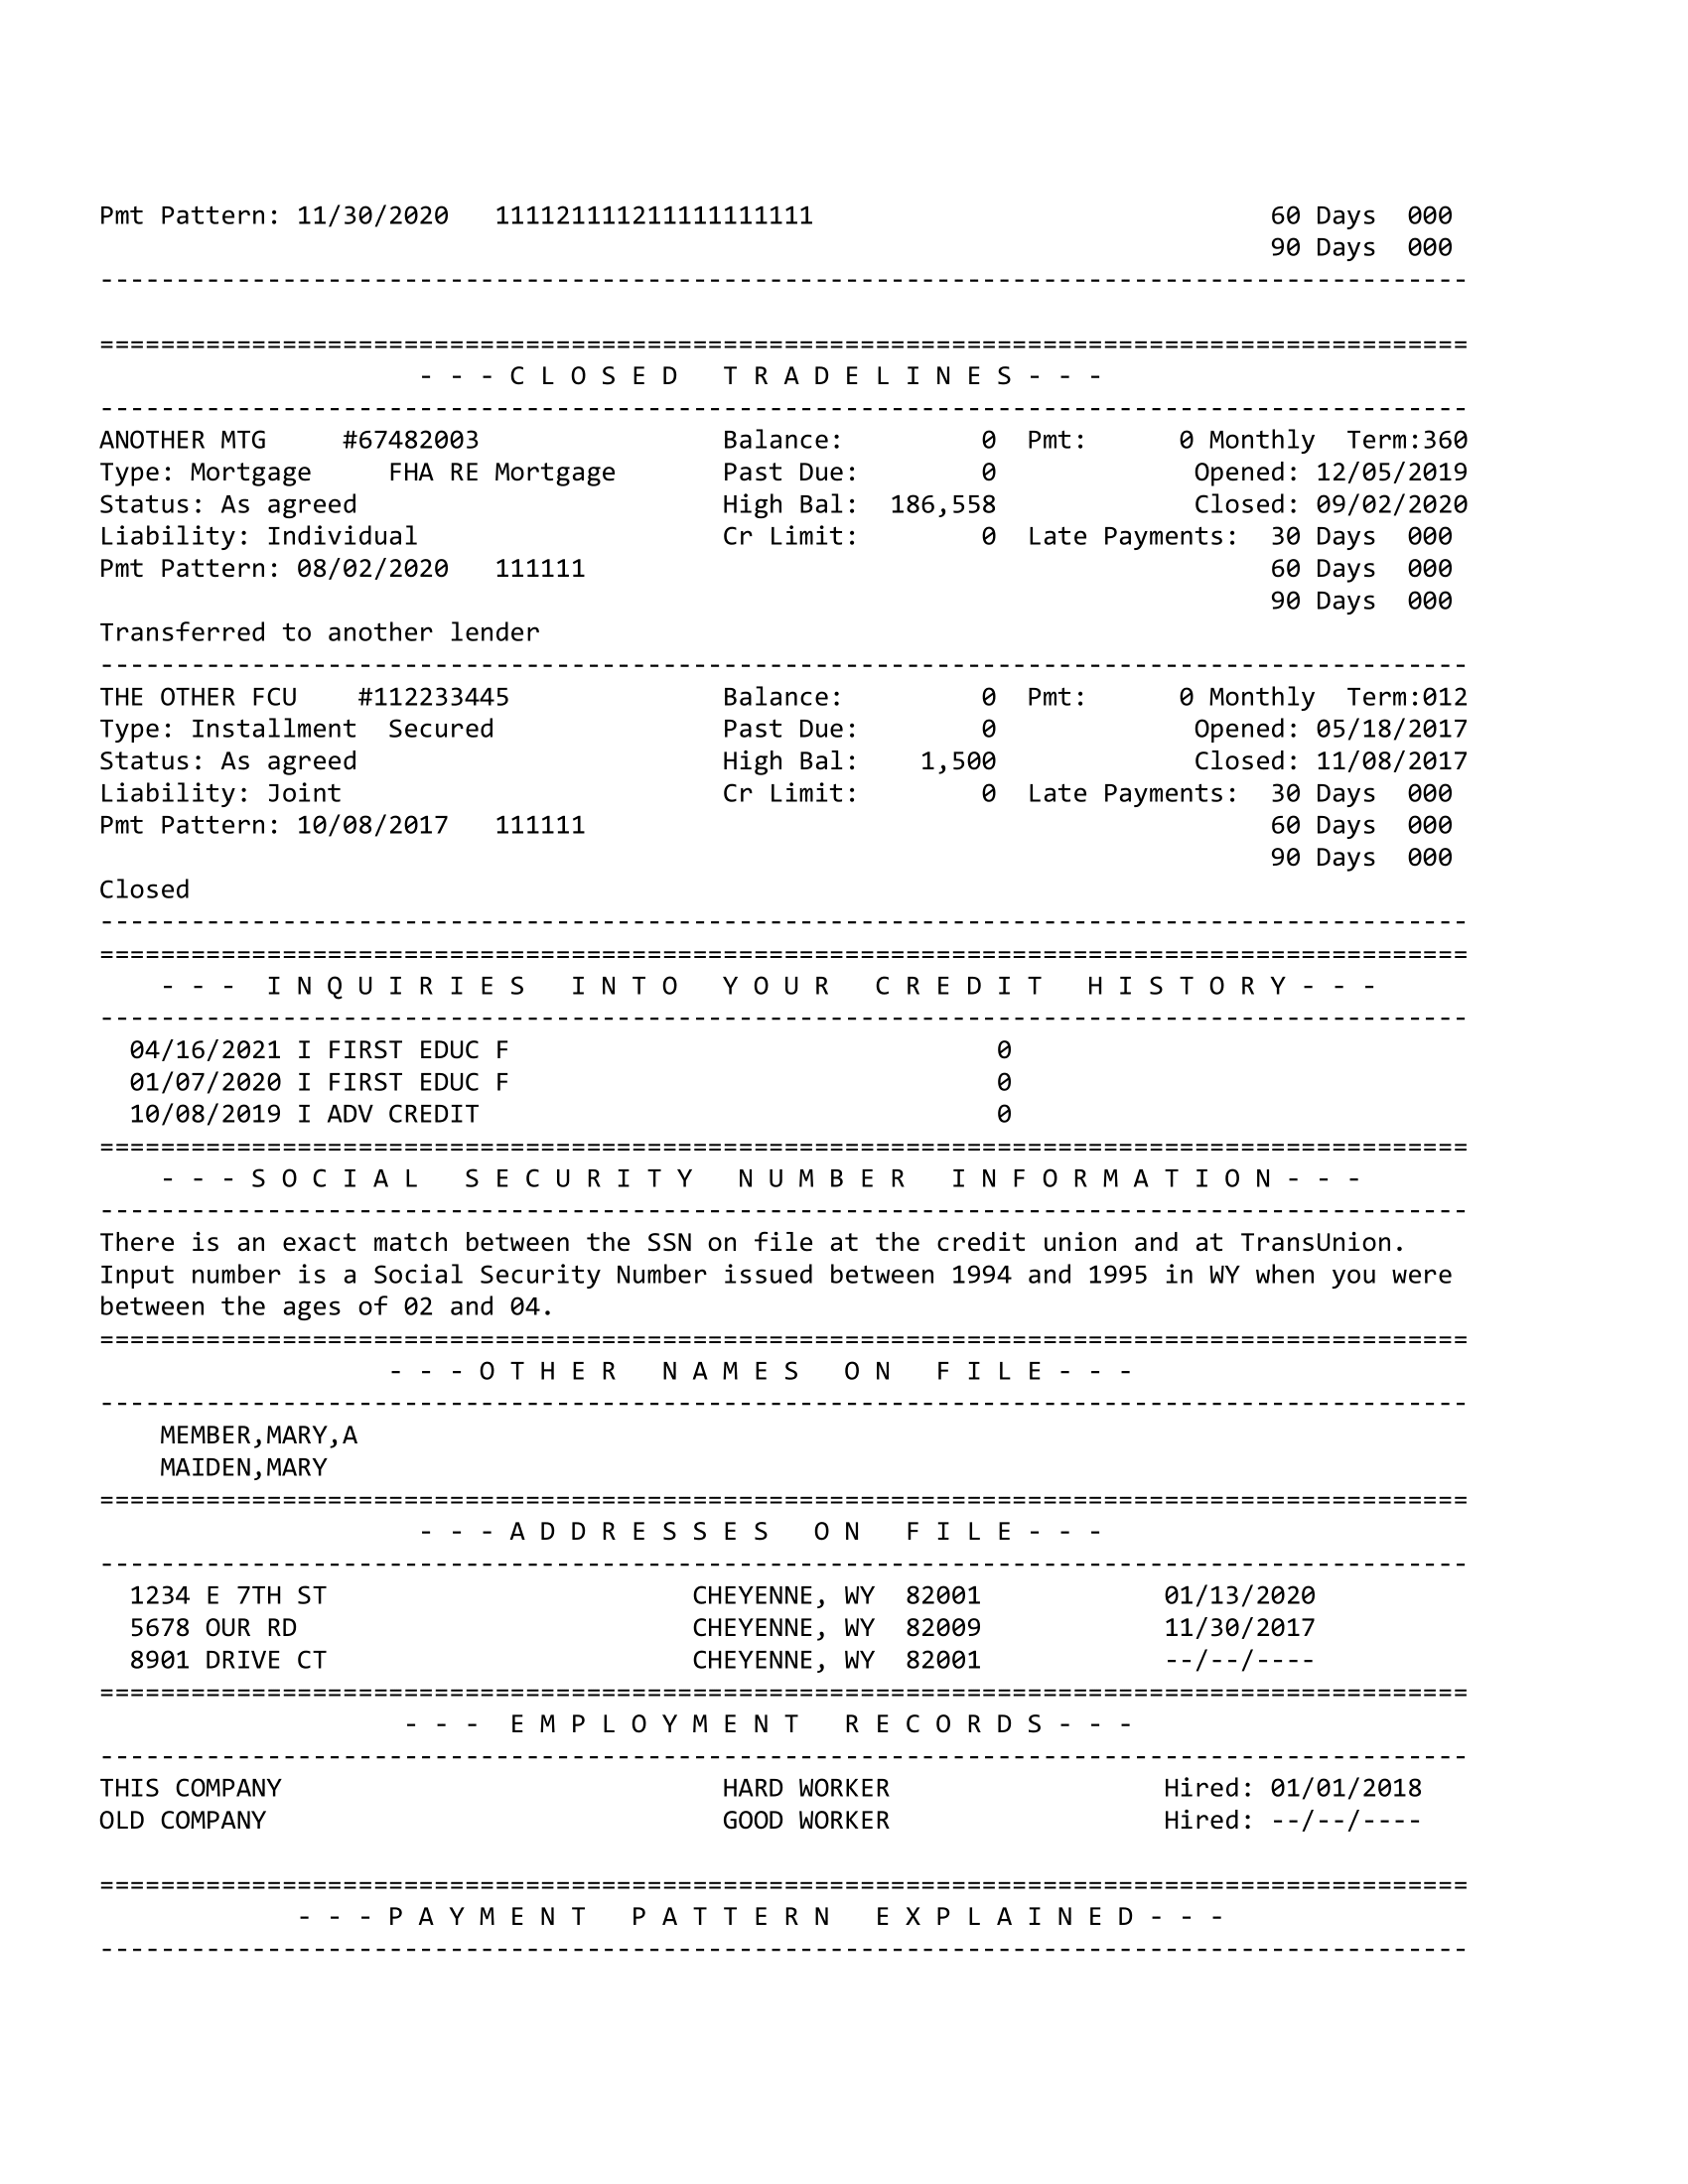 Pmt Pattern: 11/30/2020   111121111211111111111                              60 Days  000
90 Days  000
------------------------------------------------------------------------------------------
==========================================================================================
- - - C L O S E D   T R A D E L I N E S - - -
------------------------------------------------------------------------------------------
ANOTHER MTG     #67482003                Balance:         0  Pmt:      0 Monthly  Term:360
Type: Mortgage     FHA RE Mortgage       Past Due:        0             Opened: 12/05/2019
Status: As agreed                        High Bal:  186,558             Closed: 09/02/2020
Liability: Individual                    Cr Limit:        0  Late Payments:  30 Days  000
Pmt Pattern: 08/02/2020   111111                                             60 Days  000
90 Days  000
Transferred to another lender
------------------------------------------------------------------------------------------
THE OTHER FCU    #112233445              Balance:         0  Pmt:      0 Monthly  Term:012
Type: Installment  Secured               Past Due:        0             Opened: 05/18/2017
Status: As agreed                        High Bal:    1,500             Closed: 11/08/2017
Liability: Joint                         Cr Limit:        0  Late Payments:  30 Days  000
Pmt Pattern: 10/08/2017   111111                                             60 Days  000
90 Days  000
Closed
------------------------------------------------------------------------------------------
==========================================================================================
- - -  I N Q U I R I E S   I N T O   Y O U R   C R E D I T   H I S T O R Y - - -
------------------------------------------------------------------------------------------
04/16/2021 I FIRST EDUC F                                0
01/07/2020 I FIRST EDUC F                                0
10/08/2019 I ADV CREDIT                                  0
==========================================================================================
- - - S O C I A L   S E C U R I T Y   N U M B E R   I N F O R M A T I O N - - -
------------------------------------------------------------------------------------------
There is an exact match between the SSN on file at the credit union and at TransUnion.
Input number is a Social Security Number issued between 1994 and 1995 in WY when you were
between the ages of 02 and 04.
==========================================================================================
- - - O T H E R   N A M E S   O N   F I L E - - -
------------------------------------------------------------------------------------------
MEMBER,MARY,A
MAIDEN,MARY
==========================================================================================
- - - A D D R E S S E S   O N   F I L E - - -
------------------------------------------------------------------------------------------
1234 E 7TH ST                        CHEYENNE, WY  82001            01/13/2020
5678 OUR RD                          CHEYENNE, WY  82009            11/30/2017
8901 DRIVE CT                        CHEYENNE, WY  82001            --/--/----
==========================================================================================
- - -  E M P L O Y M E N T   R E C O R D S - - -
------------------------------------------------------------------------------------------
THIS COMPANY                             HARD WORKER                  Hired: 01/01/2018
OLD COMPANY                              GOOD WORKER                  Hired: --/--/----
==========================================================================================
- - - P A Y M E N T   P A T T E R N   E X P L A I N E D - - -
------------------------------------------------------------------------------------------